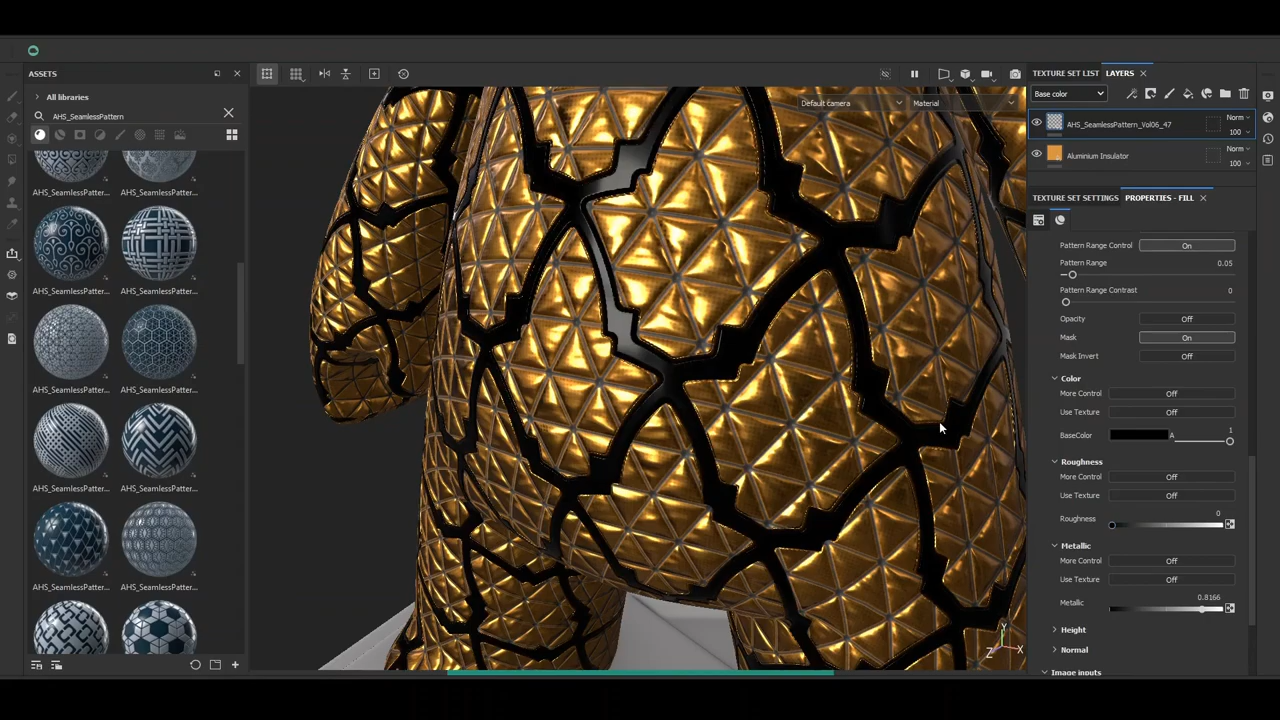 ASSETS
All libraries
AHS_SeamlessPattern
AHS_SeamlessPatter...
AHS_SeamlessPatter...
AHS_SeamlessPatter...
AHS_SeamlessPatter...
AHS_SeamlessPatter...
AHS_SeamlessPatter...
AHS_SeamlessPatter...
AHS_SeamlessPatter...
AHS_SeamlessPatter...
AHS_SeamlessPatter...
Default camera
Material
Y
Z
X
TEXTURE SET LIST
LAYERS
Base color
AHS_SeamlessPattern_Vol06_47
Norm
100
Aluminium Insulator
Norm
100
TEXTURE SET SETTINGS
PROPERTIES - FILL
Pattern Range Control
On
Pattern Range
0.05
Pattern Range Contrast
0
Opacity
Off
Mask
On
Mask Invert
Off
Color
More Control
Off
Use Texture
Off
BaseColor
A
1
Roughness
More Control
Off
Use Texture
Off
Roughness
0
Metallic
More Control
Off
Use Texture
Off
Metallic
0.8166
Height
Normal
Image inputs